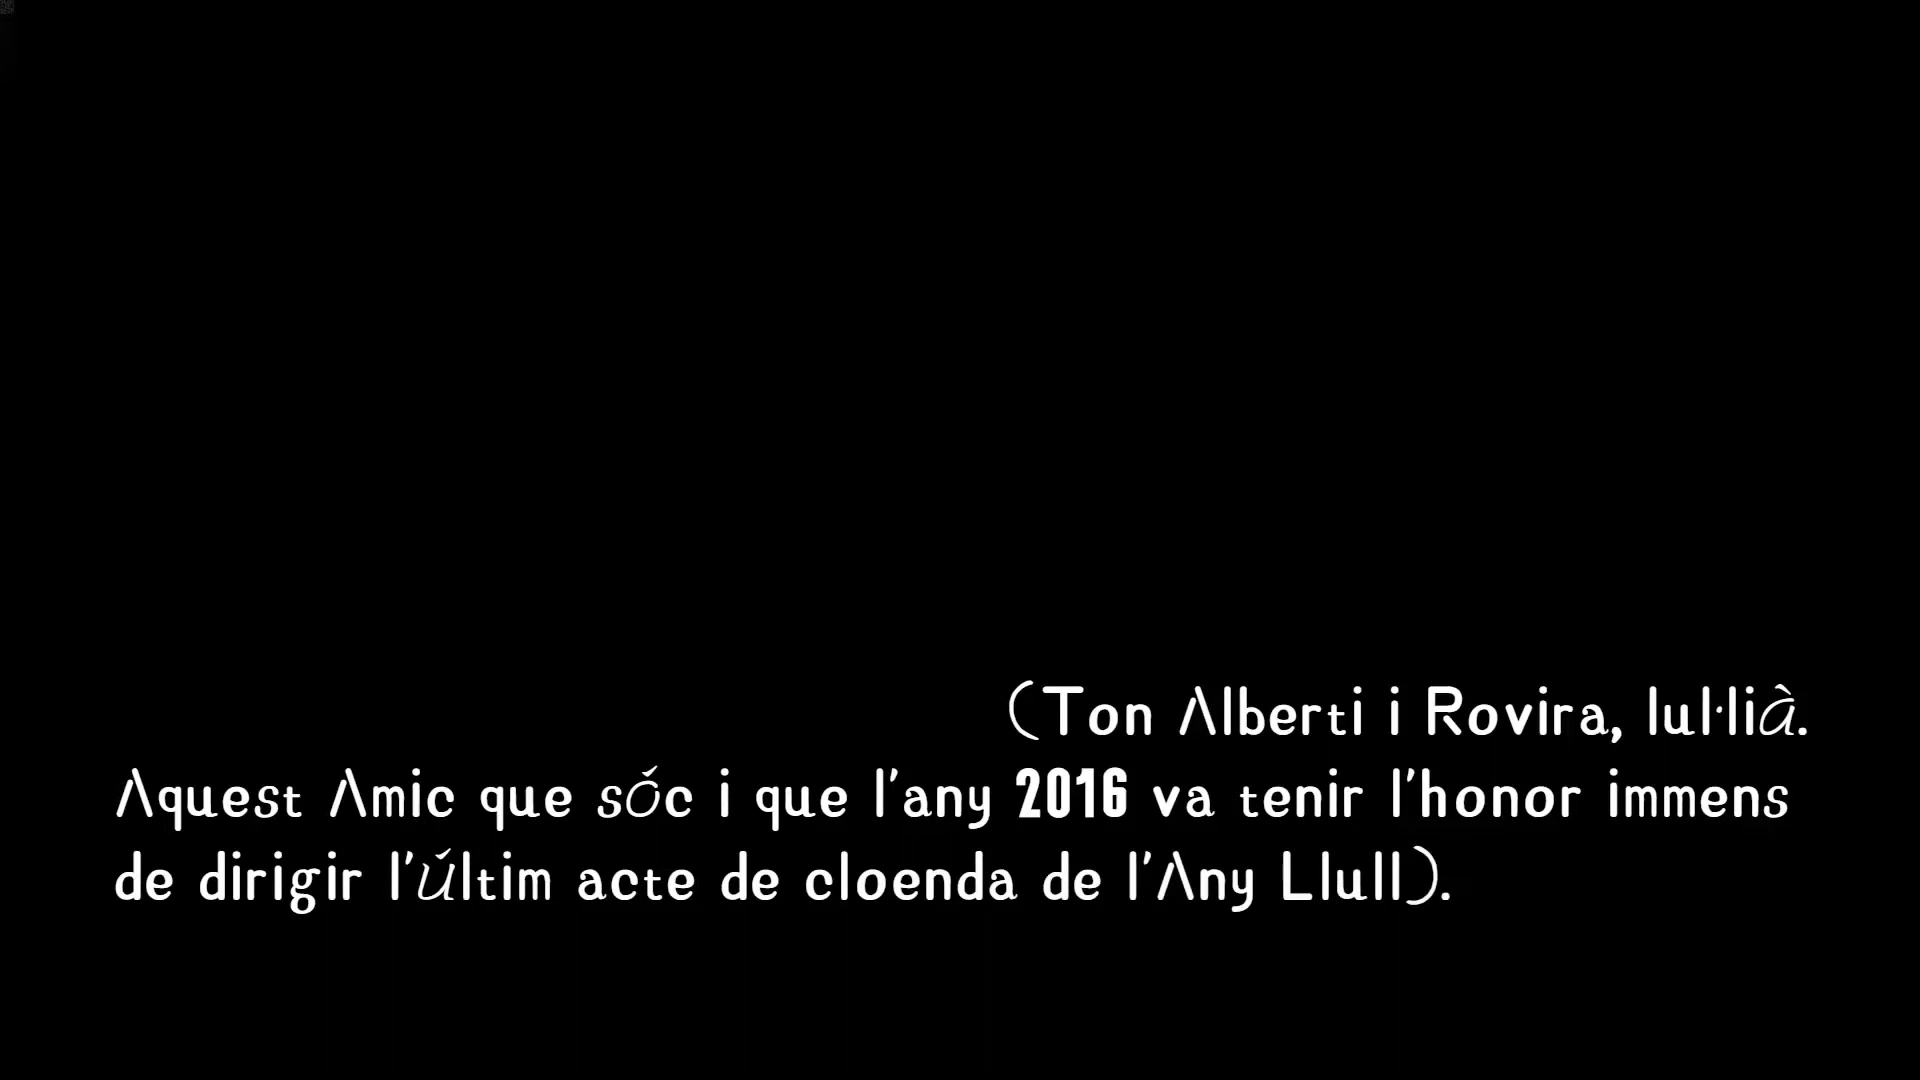 (Ton Alberti i Rovira, lul·lià.
Aquest Amic que sóc i que l'any 2016 va tenir l'honor immens
de dirigir l'últim acte de cloenda de l'Any Llull).